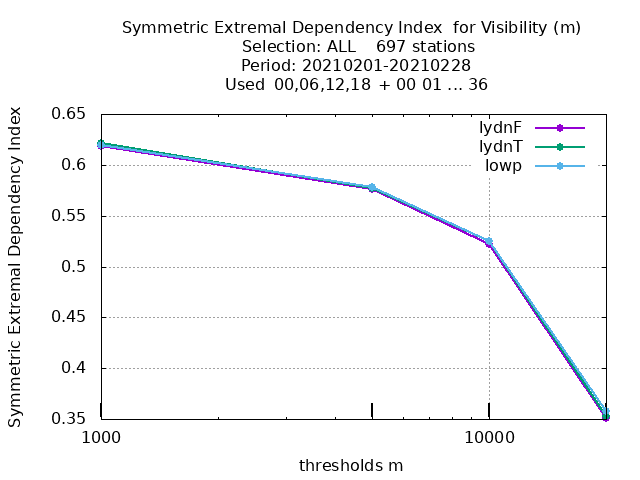 Symmetric Extremal Dependency Index  for Visibility (m)
Selection: ALL    697 stations
Period: 20210201-20210228
Used  00,06,12,18  + 00 01 ... 36
Symmetric Extremal Dependency Index
0.65
0.6
0.55
0.5
0.45
0.4
0.35
lydnF
lydnT
lowp
1000
10000
thresholds m